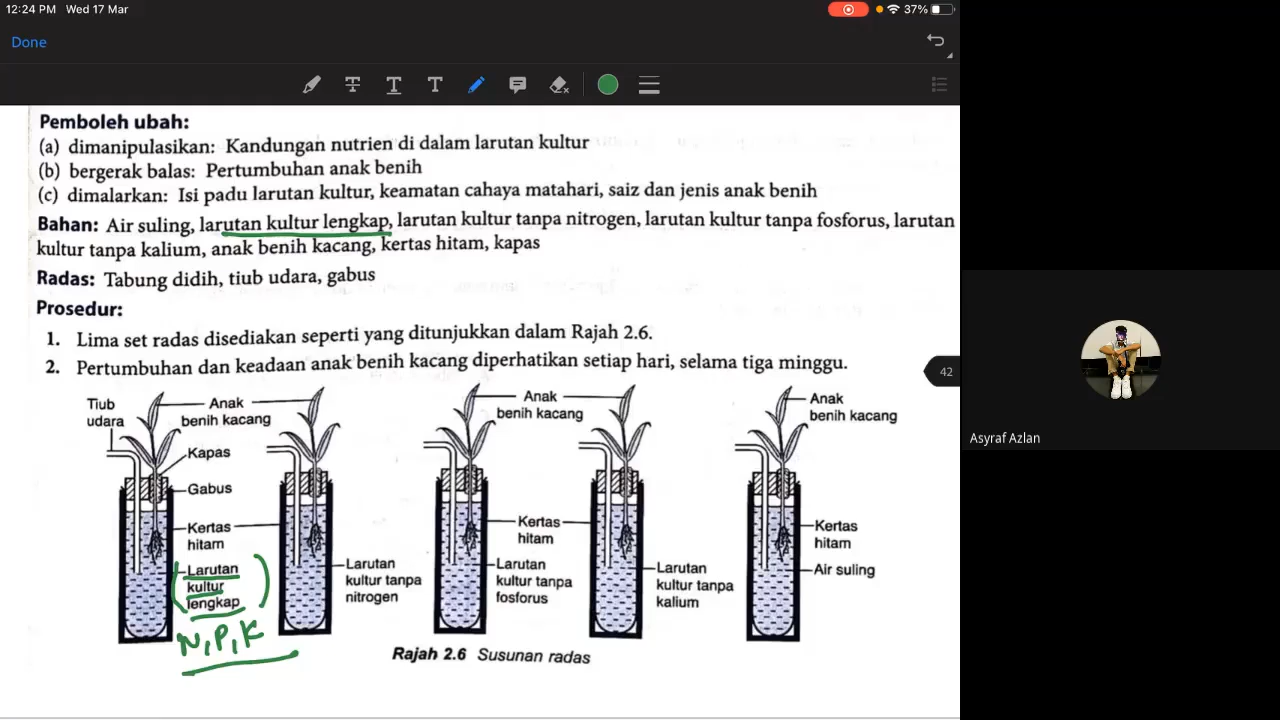 12:24 PM Wed 17 Mar
37%
Done
Pemboleh ubah:
(a) dimanipulasikan: Kandungan nutrien di dalam larutan kultur
(b) bergerak balas: Pertumbuhan anak benih
(c) dimalarkan: Isi padu larutan kultur, keamatan cahaya matahari, saiz dan jenis anak benih
Bahan: Air suling, larutan kultur lengkap, larutan kultur tanpa nitrogen, larutan kultur tanpa fosforus, larutan
kultur tanpa kalium, anak benih kacang, kertas hitam, kapas
Radas: Tabung didih, tiub udara, gabus
Prosedur:
1. Lima set radas disediakan seperti yang ditunjukkan dalam Rajah 2.6.
2. Pertumbuhan dan keadaan anak benih kacang diperhatikan setiap hari, selama tiga minggu.
42
Tiub
udara
Anak
benih kacang
Kapas
Gabus
Kertas
hitam
Larutan
kultur
lengkap
N, P, K
Larutan
kultur tanpa
nitrogen
Anak
benih kacang
Kertas
hitam
Larutan
kultur tanpa
fosforus
Larutan
kultur tanpa
kalium
Anak
benih kacang
Kertas
hitam
Air suling
Rajah 2.6 Susunan radas
Asyraf Azlan